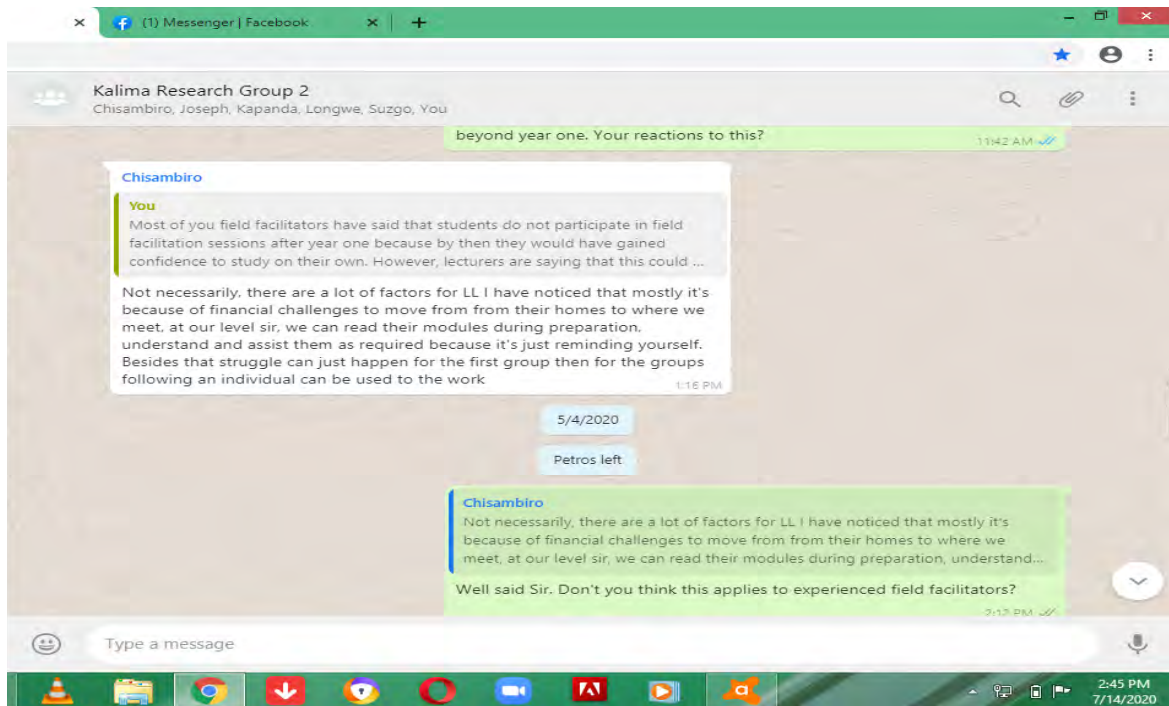 (1) Messenger | Facebook
Kalima Research Group 2
Chisambiro, Joseph, Kapanda, Longwe, Suzgo, You
beyond year one. Your reactions to this?
11:42 AM
Chisambiro
You
Most of you field facilitators have said that students do not participate in field
facilitation sessions after year one because by then they would have gained
confidence to study on their own. However, lecturers are saying that this could ...
Not necessarily, there are a lot of factors for LL I have noticed that mostly it's
because of financial challenges to move from from their homes to where we
meet, at our level sir, we can read their modules during preparation,
understand and assist them as required because it's just reminding yourself.
Besides that struggle can just happen for the first group then for the groups
following an individual can be used to the work
1:16 PM
5/4/2020
Petros left
Chisambiro
Not necessarily, there are a lot of factors for LL I have noticed that mostly it's
because of financial challenges to move from from their homes to where we
meet, at our level sir, we can read their modules during preparation, understand...
Well said Sir. Don't you think this applies to experienced field facilitators?
Type a message
2:45 PM
7/14/2020